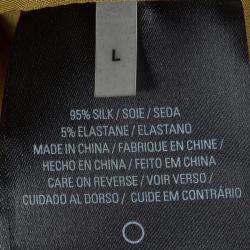 L
95% SILK / SOIE / SEDA
5% ELASTANE / ELASTANO
MADE IN CHINA / FABRIQUE EN CHINE /
HECHO EN CHINA / FEITO EM CHINA
CARE ON REVERSE / VOIR VERSO /
CUIDADO AL DORSO / CUIDE EM CONTRÁRIO